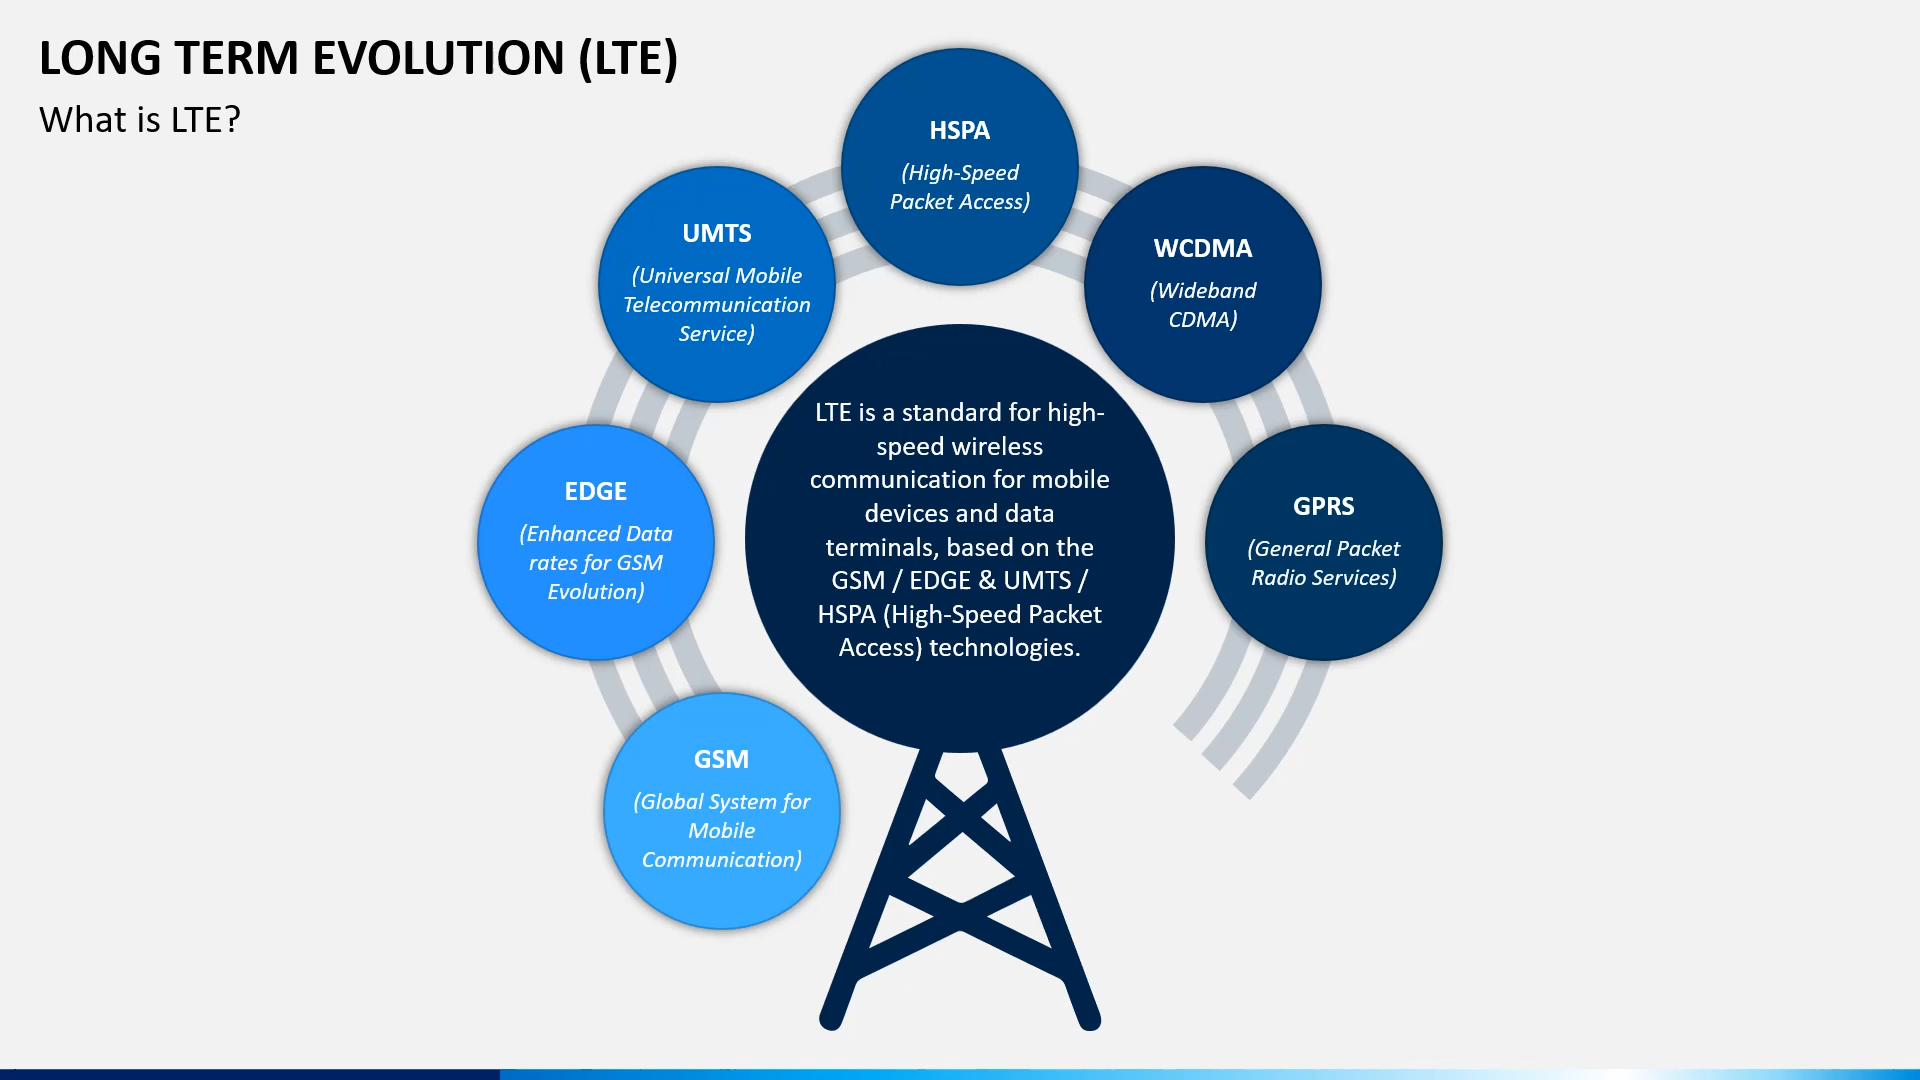 LONG TERM EVOLUTION (LTE)
What is LTE?
HSPA
(High-Speed
Packet Access)
UMTS
(Universal Mobile
Telecommunication
Service)
WCDMA
(Wideband
CDMA)
EDGE
(Enhanced Data
rates for GSM
Evolution)
LTE is a standard for high-
speed wireless
communication for mobile
devices and data
terminals, based on the
GSM / EDGE & UMTS /
HSPA (High-Speed Packet
Access) technologies.
GPRS
(General Packet
Radio Services)
GSM
(Global System for
Mobile
Communication)